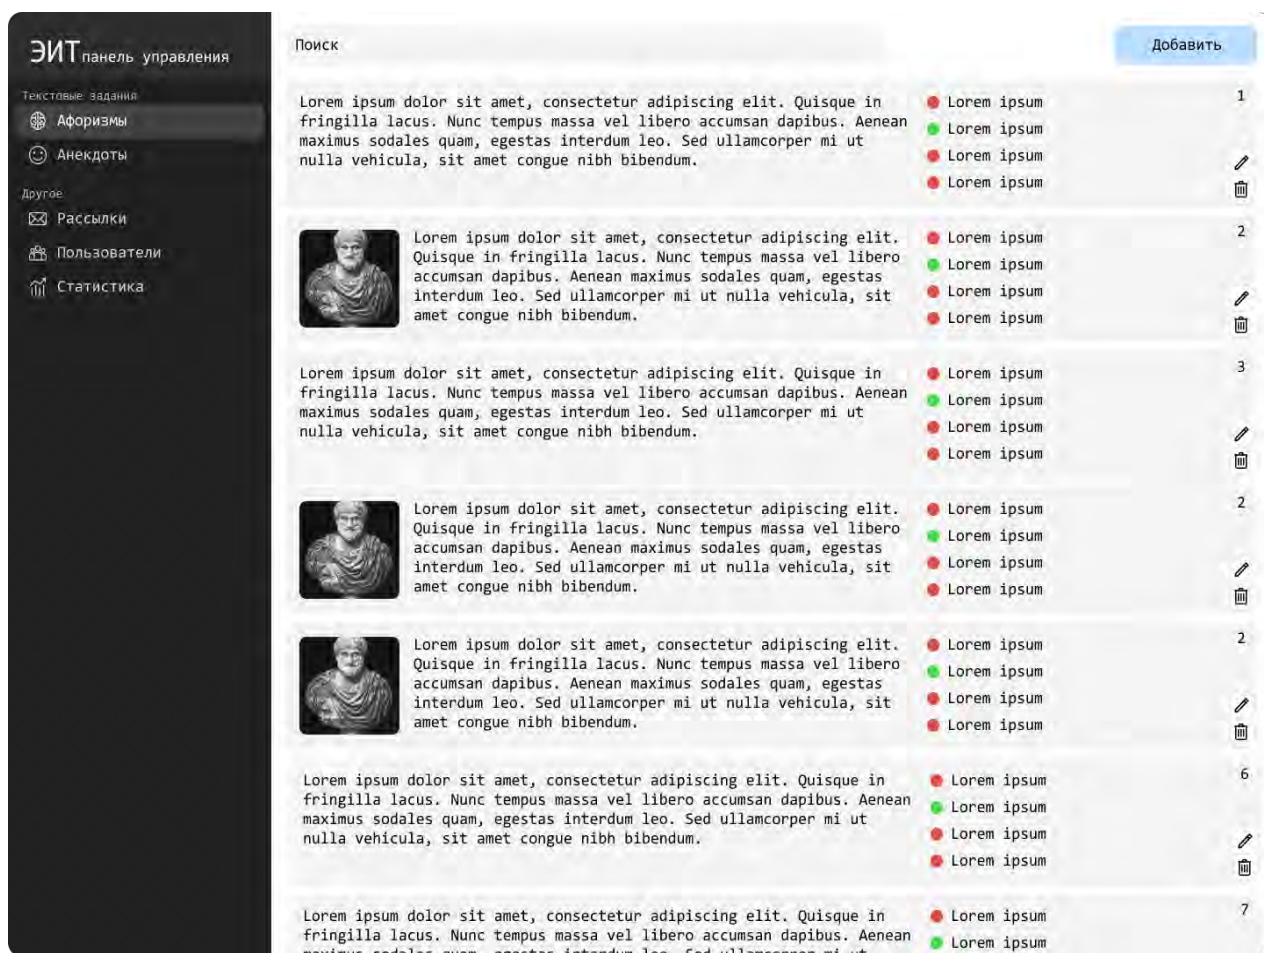 ЭИТ панель управления
Текстовые задания
Афоризмы
Анекдоты
Другое
Рассылки
Пользователи
Статистика
Поиск
Добавить
Lorem ipsum dolor sit amet, consectetur adipiscing elit. Quisque in
fringilla lacus. Nunc tempus massa vel libero accumsan dapibus. Aenean
maximus sodales quam, egestas interdum leo. Sed ullamcorper mi ut
nulla vehicula, sit amet congue nibh bibendum.
Lorem ipsum
Lorem ipsum
Lorem ipsum
Lorem ipsum
1
Lorem ipsum dolor sit amet, consectetur adipiscing elit.
Quisque in fringilla lacus. Nunc tempus massa vel libero
accumsan dapibus. Aenean maximus sodales quam, egestas
interdum leo. Sed ullamcorper mi ut nulla vehicula, sit
amet congue nibh bibendum.
Lorem ipsum
Lorem ipsum
Lorem ipsum
Lorem ipsum
2
Lorem ipsum dolor sit amet, consectetur adipiscing elit. Quisque in
fringilla lacus. Nunc tempus massa vel libero accumsan dapibus. Aenean
maximus sodales quam, egestas interdum leo. Sed ullamcorper mi ut
nulla vehicula, sit amet congue nibh bibendum.
Lorem ipsum
Lorem ipsum
Lorem ipsum
Lorem ipsum
3
Lorem ipsum dolor sit amet, consectetur adipiscing elit.
Quisque in fringilla lacus. Nunc tempus massa vel libero
accumsan dapibus. Aenean maximus sodales quam, egestas
interdum leo. Sed ullamcorper mi ut nulla vehicula, sit
amet congue nibh bibendum.
Lorem ipsum
Lorem ipsum
Lorem ipsum
Lorem ipsum
2
Lorem ipsum dolor sit amet, consectetur adipiscing elit.
Quisque in fringilla lacus. Nunc tempus massa vel libero
accumsan dapibus. Aenean maximus sodales quam, egestas
interdum leo. Sed ullamcorper mi ut nulla vehicula, sit
amet congue nibh bibendum.
Lorem ipsum
Lorem ipsum
Lorem ipsum
Lorem ipsum
2
Lorem ipsum dolor sit amet, consectetur adipiscing elit. Quisque in
fringilla lacus. Nunc tempus massa vel libero accumsan dapibus. Aenean
maximus sodales quam, egestas interdum leo. Sed ullamcorper mi ut
nulla vehicula, sit amet congue nibh bibendum.
Lorem ipsum
Lorem ipsum
Lorem ipsum
Lorem ipsum
6
Lorem ipsum dolor sit amet, consectetur adipiscing elit. Quisque in
fringilla lacus. Nunc tempus massa vel libero accumsan dapibus. Aenean
Lorem ipsum
Lorem ipsum
7